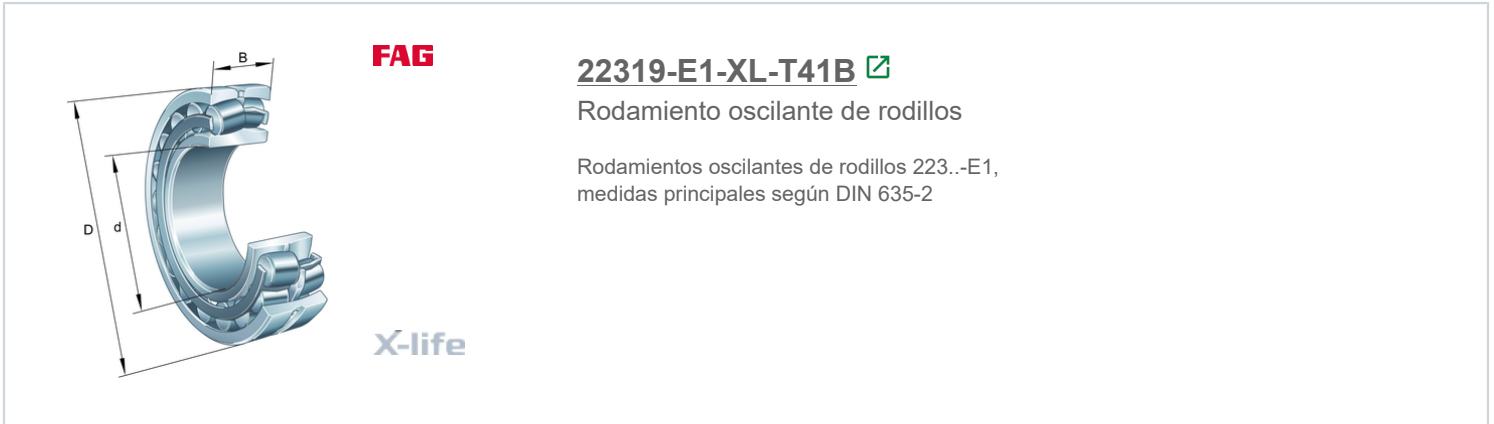 B
D
d
FAG
X-life
22319-E1-XL-T41B
Rodamiento oscilante de rodillos
Rodamientos oscilantes de rodillos 223..-E1,
medidas principales según DIN 635-2